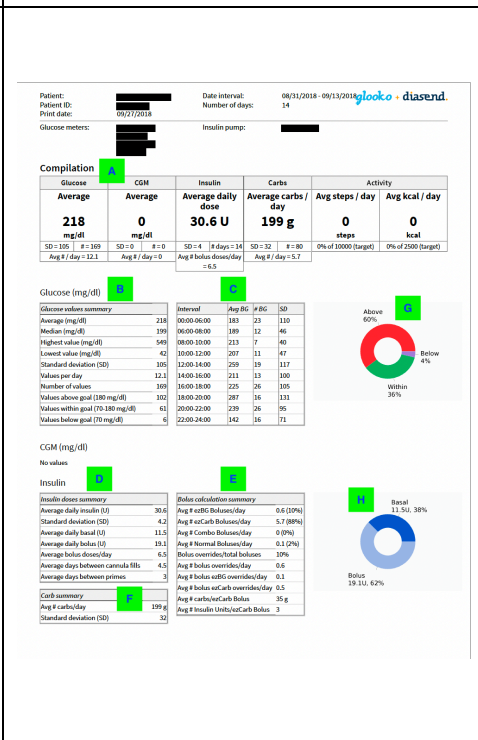 Patient: Date interval: 08/31/2018 - 09/13/2018 glooko + diasend.
Patient ID: Number of days: 14
Print date: 09/27/2018
Glucose meters: Insulin pump:
Compilation A
Glucose CGM Insulin Carbs Activity
Average Average Average daily dose Average carbs / day Avg steps / day Avg kcal / day
218 0 30.6 U 199 g 0 0
mg/dl mg/dl steps kcal
SD = 105 # = 169 SD = 0 # = 0 SD = 4 # days = 14 SD = 32 # = 80 0% of 10000 (target) 0% of 2500 (target)
Avg # / day = 12.1 Avg # / day = 0 Avg # bolus doses/day = 6.5 Avg # / day = 5.7
Glucose (mg/dl) B C
Glucose values summary
Average (mg/dl) 218
Median (mg/dl) 199
Highest value (mg/dl) 549
Lowest value (mg/dl) 42
Standard deviation (SD) 105
Values per day 12.1
Number of values 169
Values above goal (180 mg/dl) 102
Values within goal (70-180 mg/dl) 61
Values below goal (70 mg/dl) 6
Interval Avg BG # BG SD
00:00-06:00 183 23 110
06:00-08:00 189 12 46
08:00-10:00 213 7 40
10:00-12:00 207 11 47
12:00-14:00 259 19 117
14:00-16:00 211 13 100
16:00-18:00 225 26 105
18:00-20:00 287 16 131
20:00-22:00 239 26 95
22:00-24:00 142 16 71
G
Above
60%
Below
4%
Within
36%
CGM (mg/dl)
No values
Insulin D E
Insulin doses summary
Average daily insulin (U) 30.6
Standard deviation (SD) 4.2
Average daily basal (U) 11.5
Average daily bolus (U) 19.1
Average bolus doses/day 6.5
Average days between cannula fills 4.5
Average days between primes 3
Bolus calculation summary
Avg # ezBG Boluses/day 0.6 (10%)
Avg # ezCarb Boluses/day 5.7 (88%)
Avg # Combo Boluses/day 0 (0%)
Avg # Normal Boluses/day 0.1 (2%)
Bolus overrides/total boluses 10%
Avg # bolus overrides/day 0.6
Avg # bolus ezBG overrides/day 0.1
Avg # bolus ezCarb overrides/day 0.5
Avg # carbs/ezCarb Bolus 35 g
Avg # Insulin Units/ezCarb Bolus 3
H
Basal
11.5U, 38%
Bolus
19.1U, 62%
Carb summary F
Avg # carbs/day 199 g
Standard deviation (SD) 32